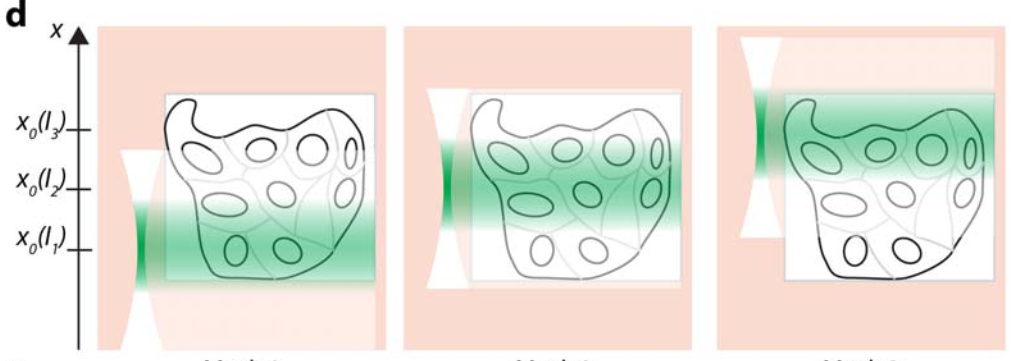 d
x
x₀(l₃)
x₀(l₂)
x₀(l₁)